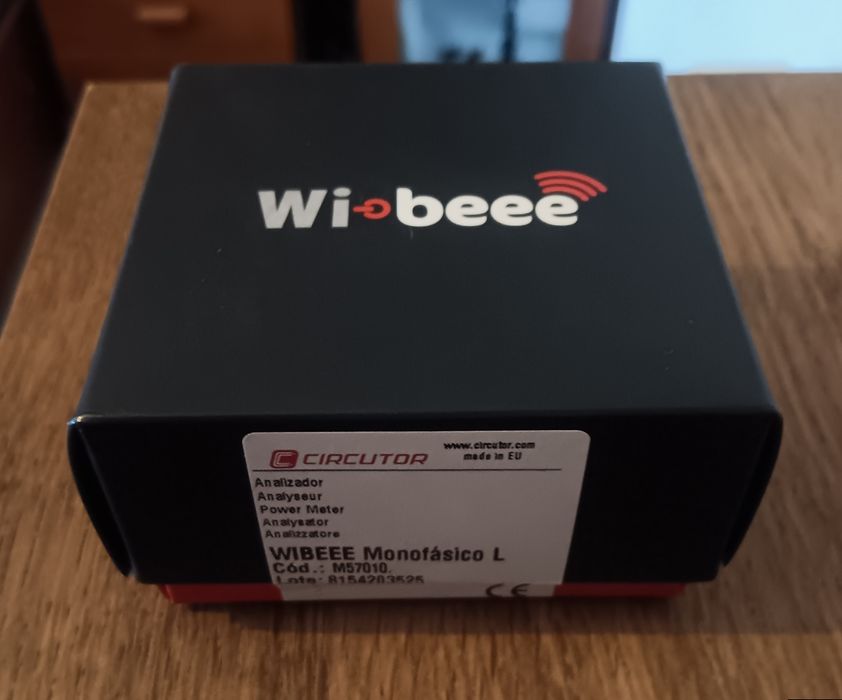 Wi-beee
CIRCUTOR
www.circutor.com
made in EU
Analizador
Analyseur
Power Meter
Analysator
Analizzatore
WIBEEE Monofásico L
Cód.: M57010.
Lote: 8154203525
CE